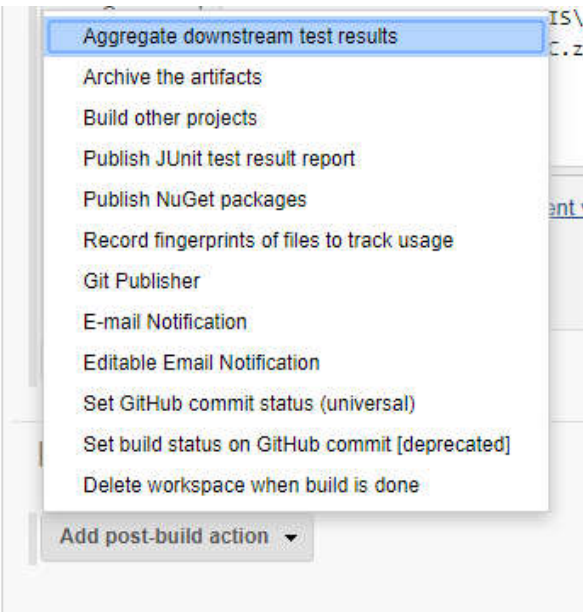 IS\
Aggregate downstream test results
C.z
Archive the artifacts
Build other projects
Publish JUnit test result report
Publish NuGet packages
ent
Record fingerprints of files to track usage
Git Publisher
E-mail Notification
Editable Email Notification
Set GitHub commit status (universal)
Set build status on GitHub commit [deprecated]
Delete workspace when build is done
Add post-build action